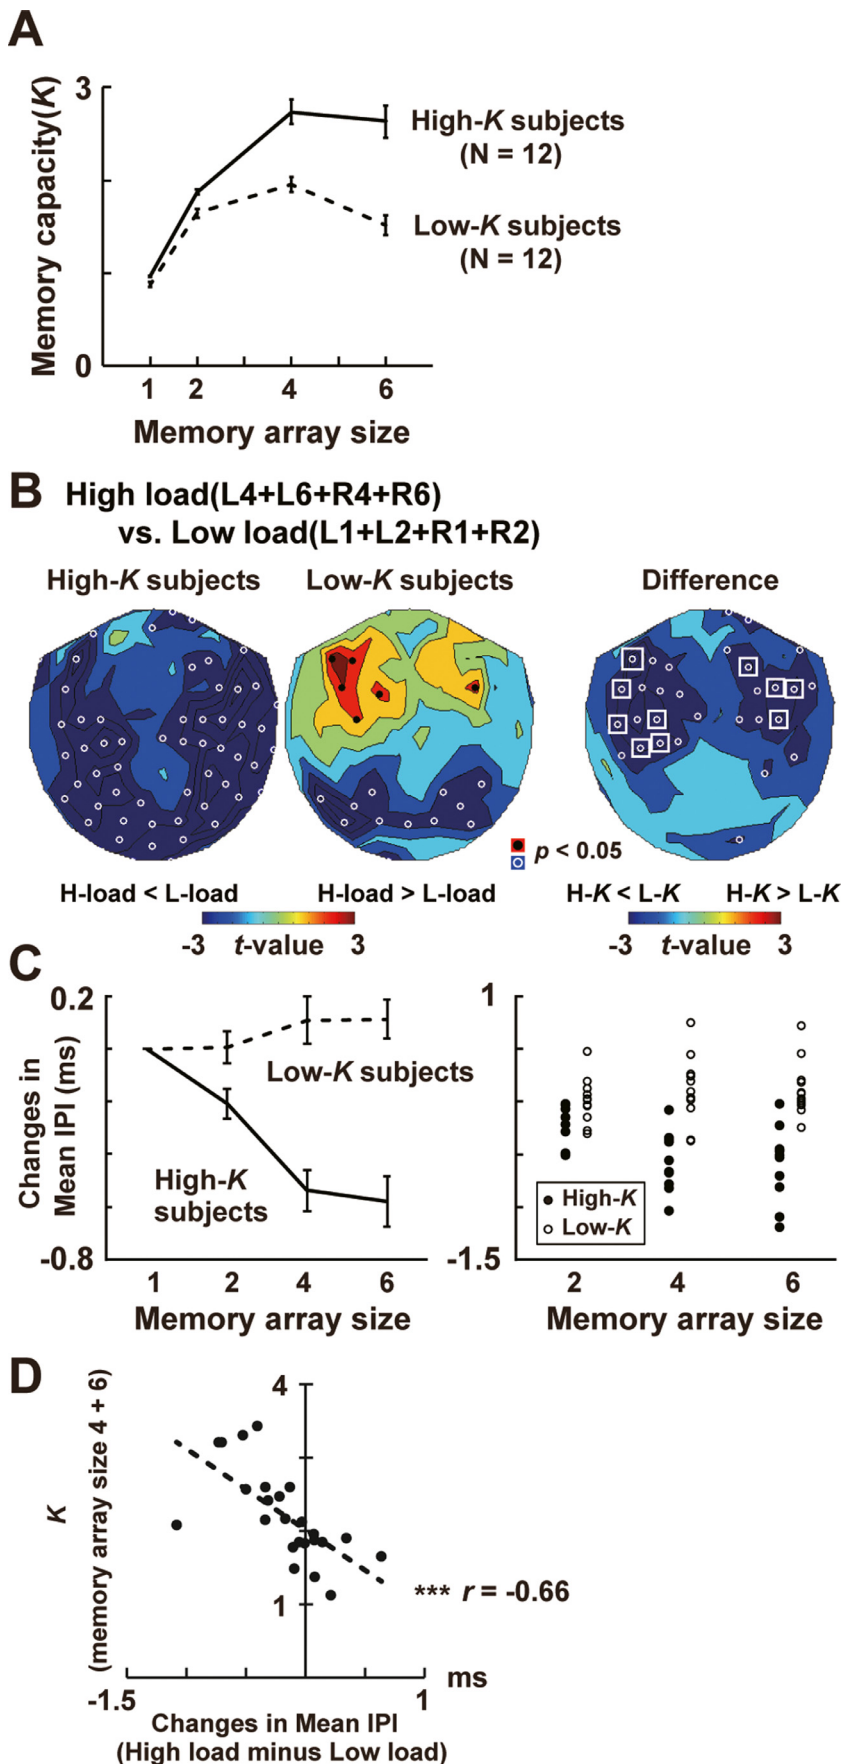 A
3
Memory capacity(K)
High-K subjects
(N = 12)
Low-K subjects
(N = 12)
0
1 2 4 6
Memory array size
B
High load(L4+L6+R4+R6)
vs. Low load(L1+L2+R1+R2)
High-K subjects Low-K subjects Difference
p < 0.05
H-load < L-load H-load > L-load H-K < L-K H-K > L-K
-3 t-value 3 -3 t-value 3
C
0.2
Changes in
Mean IPI (ms)
Low-K subjects
High-K
subjects
-0.8
1 2 4 6
Memory array size
1
High-K
Low-K
-1.5
2 4 6
Memory array size
D
K
(memory array size 4 + 6)
4
*** r = -0.66
1
ms
-1.5 1
Changes in Mean IPI
(High load minus Low load)